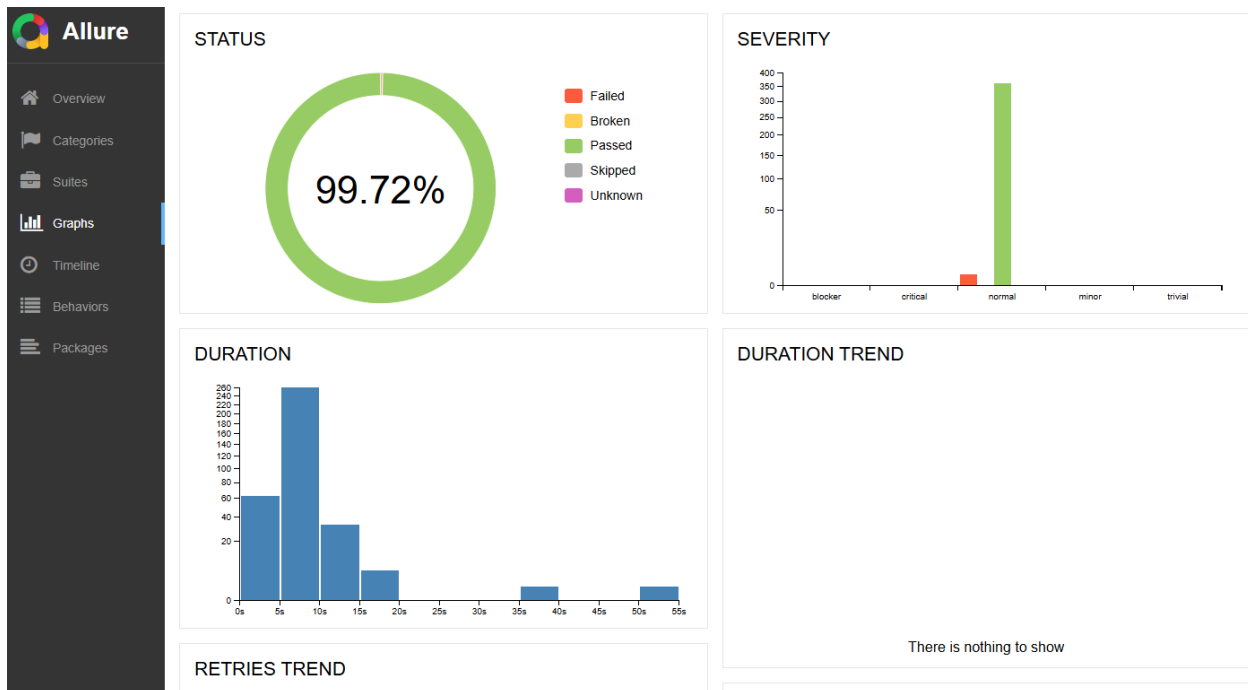 Allure
Overview
Categories
Suites
Graphs
Timeline
Behaviors
Packages
STATUS
99.72%
Failed
Broken
Passed
Skipped
Unknown
SEVERITY
400
350
300
250
200
150
100
50
0
blocker critical normal minor trivial
DURATION
260
240
220
200
180
160
140
120
100
80
60
40
20
0
0s 5s 10s 15s 20s 25s 30s 35s 40s 45s 50s 55s
DURATION TREND
There is nothing to show
RETRIES TREND